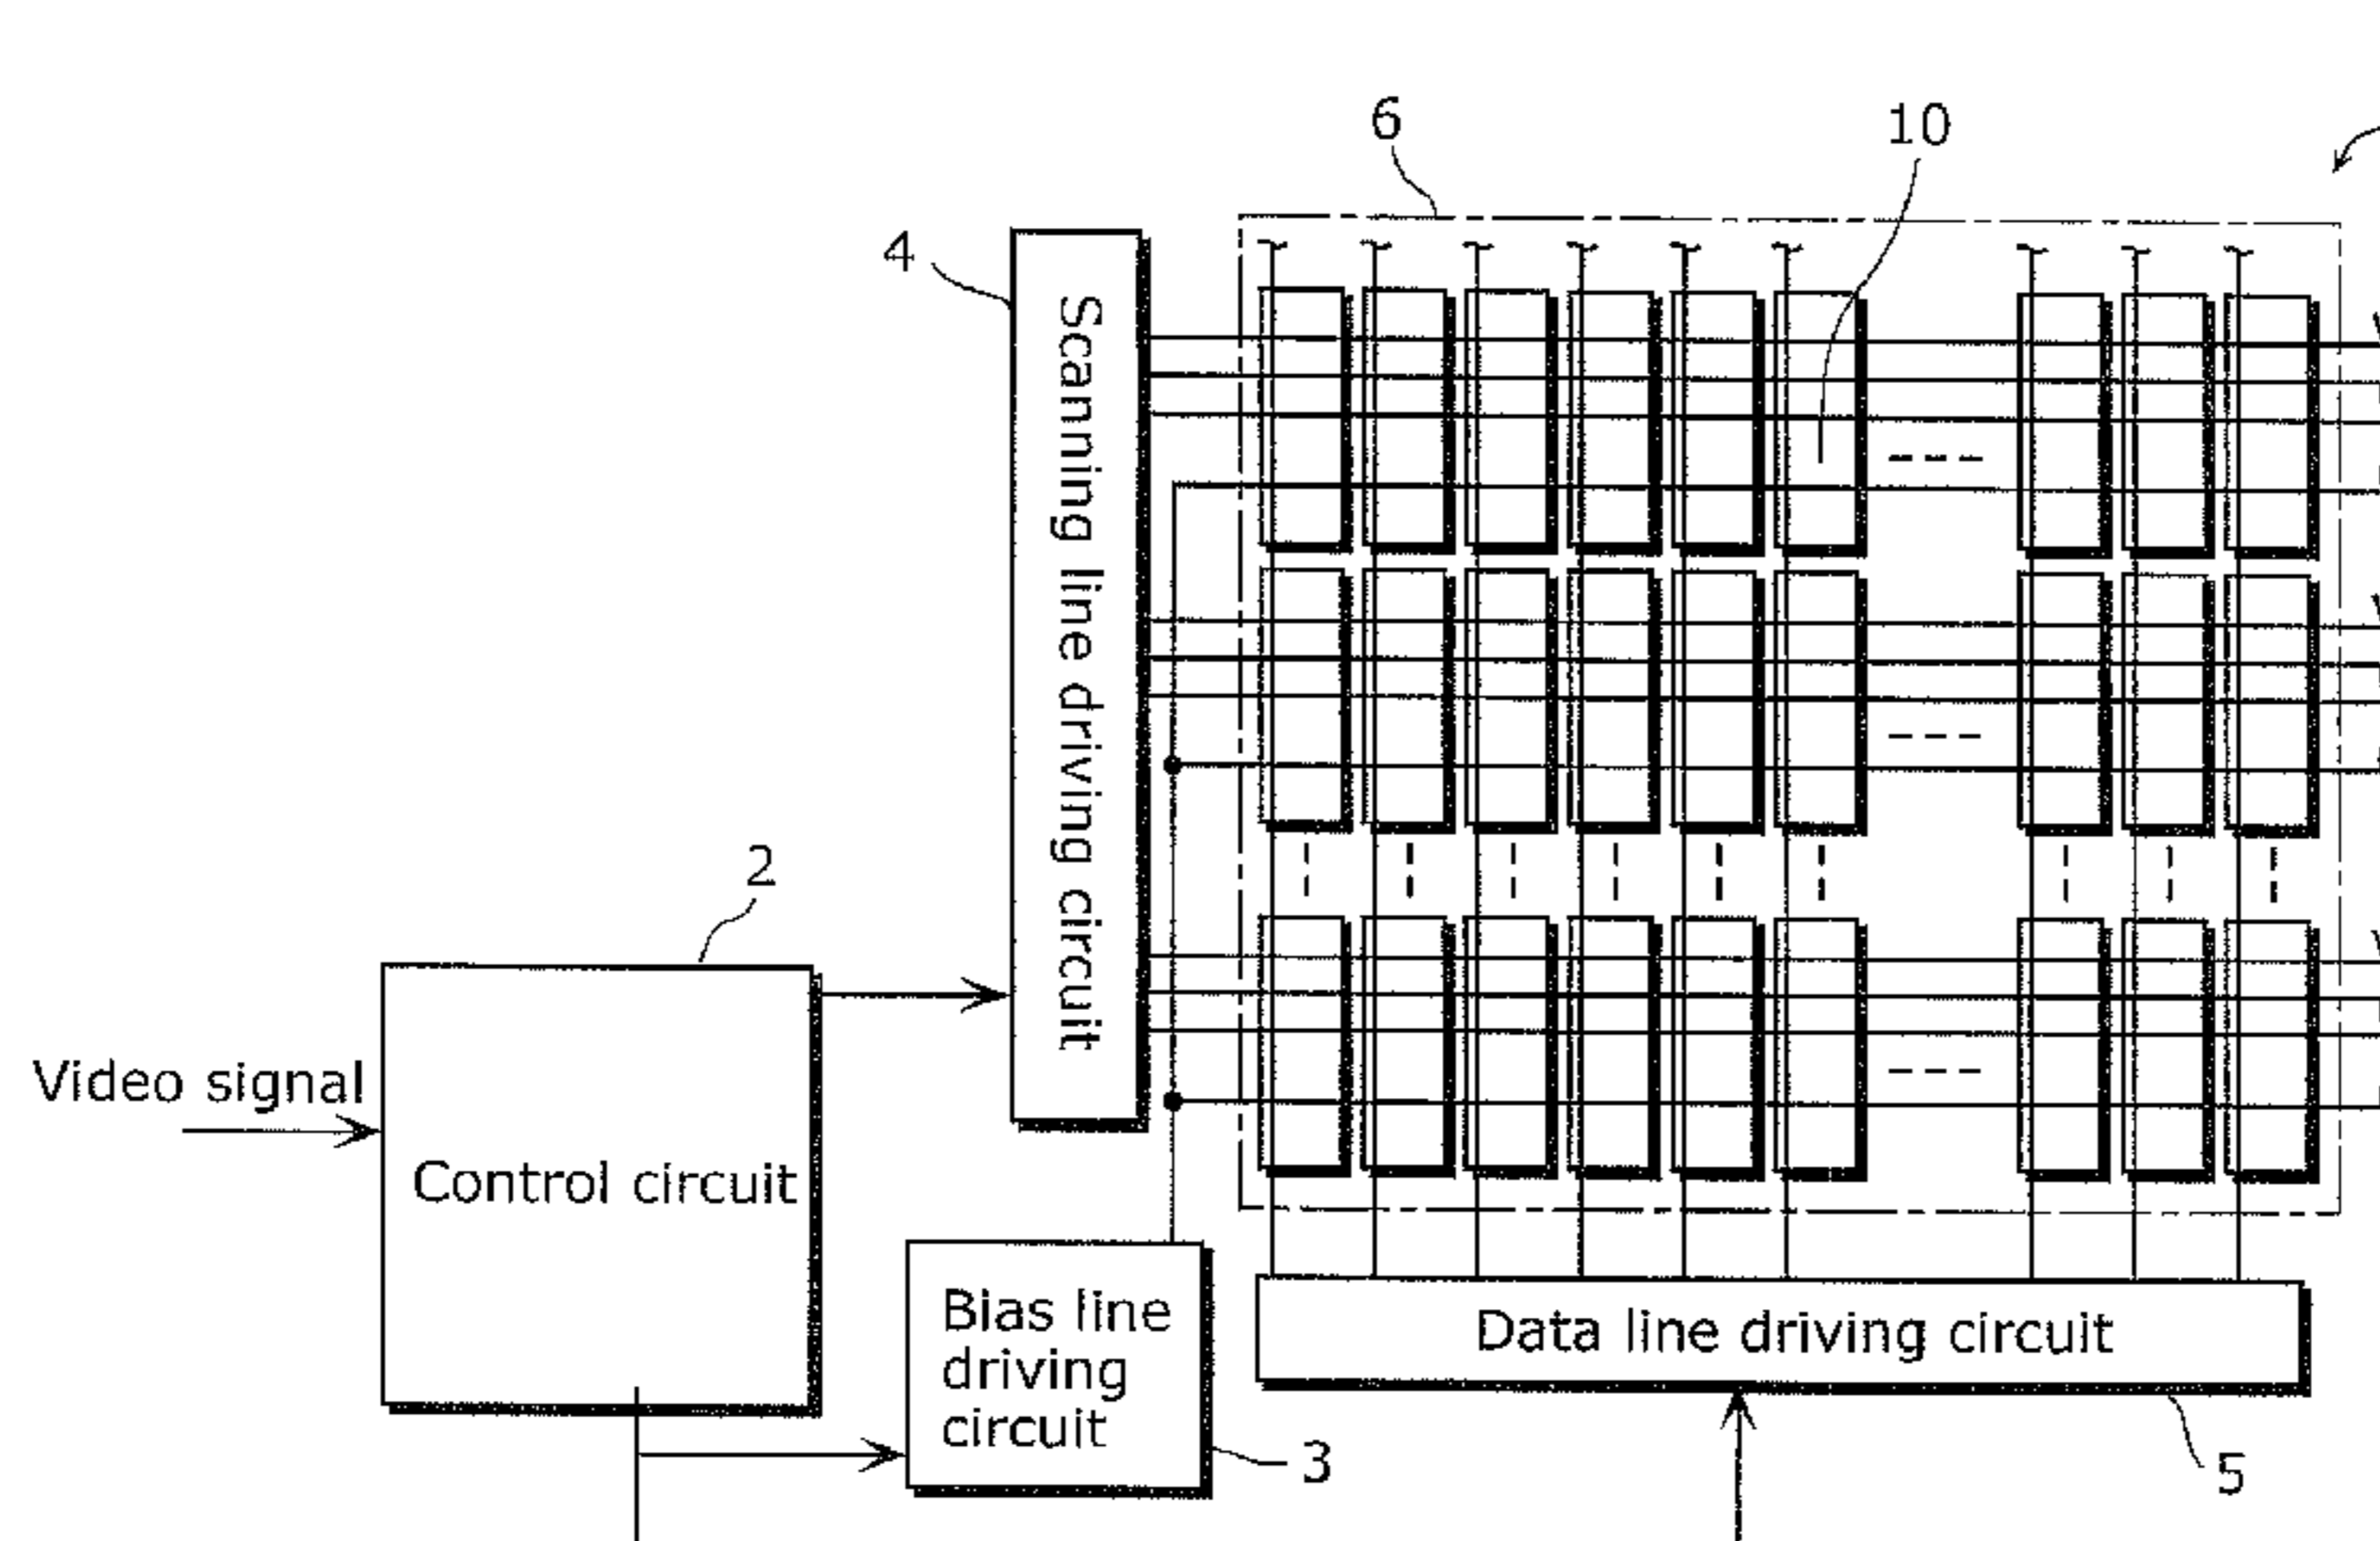 6
10
4
Scanning line driving circuit
2
Video signal
Control circuit
Bias line
driving
circuit
3
Data line driving circuit
5